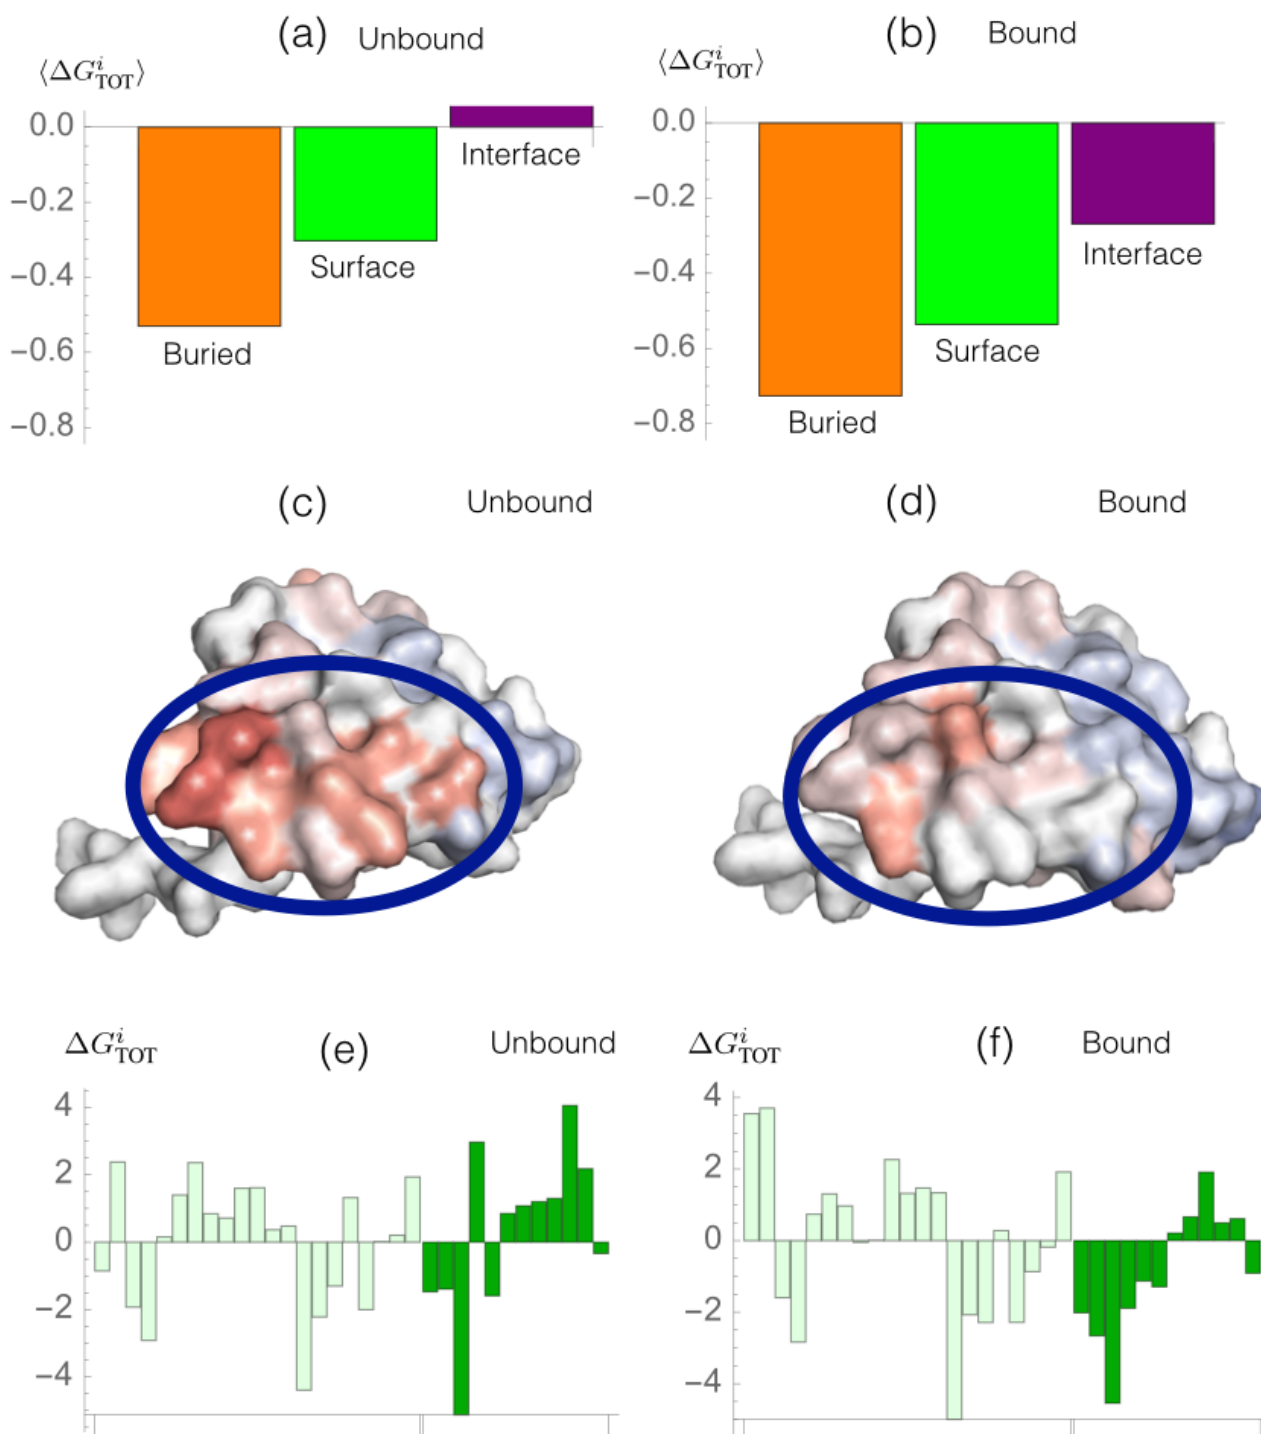 (a) Unbound
(b) Bound
⟨ΔG^i_TOT⟩
⟨ΔG^i_TOT⟩
0.0
−0.2
−0.4
−0.6
−0.8
Interface
Surface
Buried
0.0
−0.2
−0.4
−0.6
−0.8
Interface
Surface
Buried
(c) Unbound
(d) Bound
ΔG^i_TOT (e) Unbound
ΔG^i_TOT (f) Bound
4
2
0
−2
−4
4
2
0
−2
−4